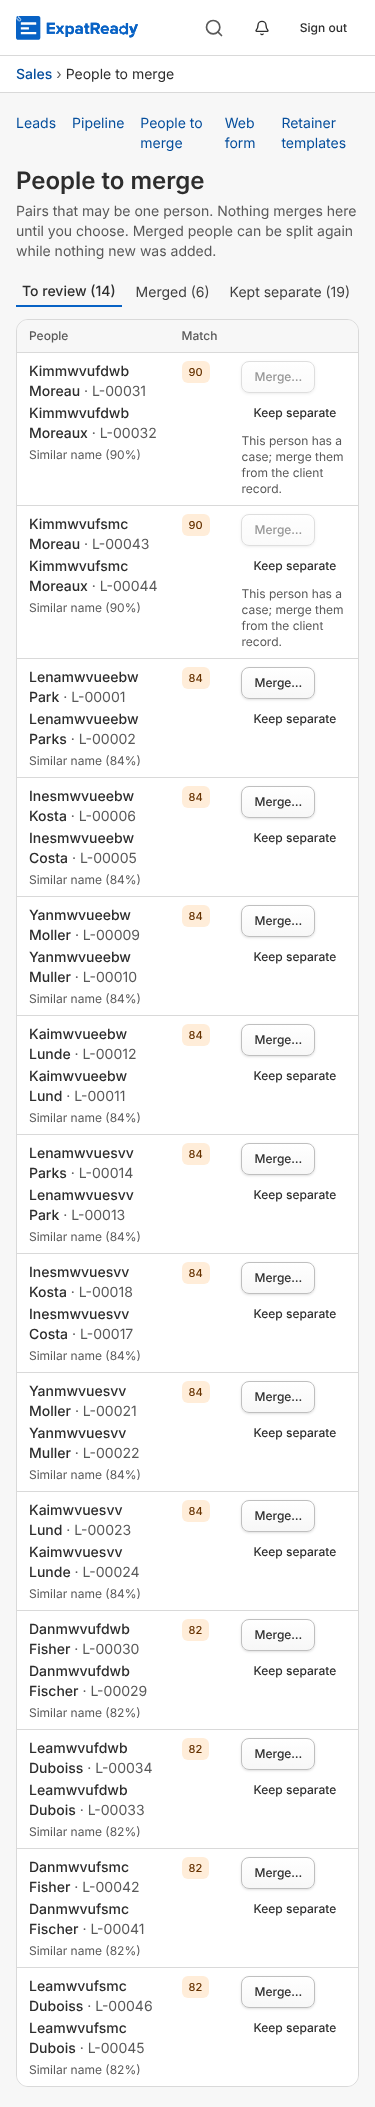 ExpatReady
Sign out
Sales › People to merge
Leads
Pipeline
People to
merge
Web
form
Retainer
templates
People to merge
Pairs that may be one person. Nothing merges here
until you choose. Merged people can be split again
while nothing new was added.
To review (14)
Merged (6)
Kept separate (19)
People
Match
Kimmwvufdwb
Moreau · L-00031
Kimmwvufdwb
Moreaux · L-00032
Similar name (90%)
90
Merge...
Keep separate
This person has a
case; merge them
from the client
record.
Kimmwvufsmc
Moreau · L-00043
Kimmwvufsmc
Moreaux · L-00044
Similar name (90%)
90
Merge...
Keep separate
This person has a
case; merge them
from the client
record.
Lenamwvueebw
Park · L-00001
Lenamwvueebw
Parks · L-00002
Similar name (84%)
84
Merge...
Keep separate
Inesmwvueebw
Kosta · L-00006
Inesmwvueebw
Costa · L-00005
Similar name (84%)
84
Merge...
Keep separate
Yanmwvueebw
Moller · L-00009
Yanmwvueebw
Muller · L-00010
Similar name (84%)
84
Merge...
Keep separate
Kaimwvueebw
Lunde · L-00012
Kaimwvueebw
Lund · L-00011
Similar name (84%)
84
Merge...
Keep separate
Lenamwvuesvv
Parks · L-00014
Lenamwvuesvv
Park · L-00013
Similar name (84%)
84
Merge...
Keep separate
Inesmwvuesvv
Kosta · L-00018
Inesmwvuesvv
Costa · L-00017
Similar name (84%)
84
Merge...
Keep separate
Yanmwvuesvv
Moller · L-00021
Yanmwvuesvv
Muller · L-00022
Similar name (84%)
84
Merge...
Keep separate
Kaimwvuesvv
Lund · L-00023
Kaimwvuesvv
Lunde · L-00024
Similar name (84%)
84
Merge...
Keep separate
Danmwvufdwb
Fisher · L-00030
Danmwvufdwb
Fischer · L-00029
Similar name (82%)
82
Merge...
Keep separate
Leamwvufdwb
Duboiss · L-00034
Leamwvufdwb
Dubois · L-00033
Similar name (82%)
82
Merge...
Keep separate
Danmwvufsmc
Fisher · L-00042
Danmwvufsmc
Fischer · L-00041
Similar name (82%)
82
Merge...
Keep separate
Leamwvufsmc
Duboiss · L-00046
Leamwvufsmc
Dubois · L-00045
Similar name (82%)
82
Merge...
Keep separate